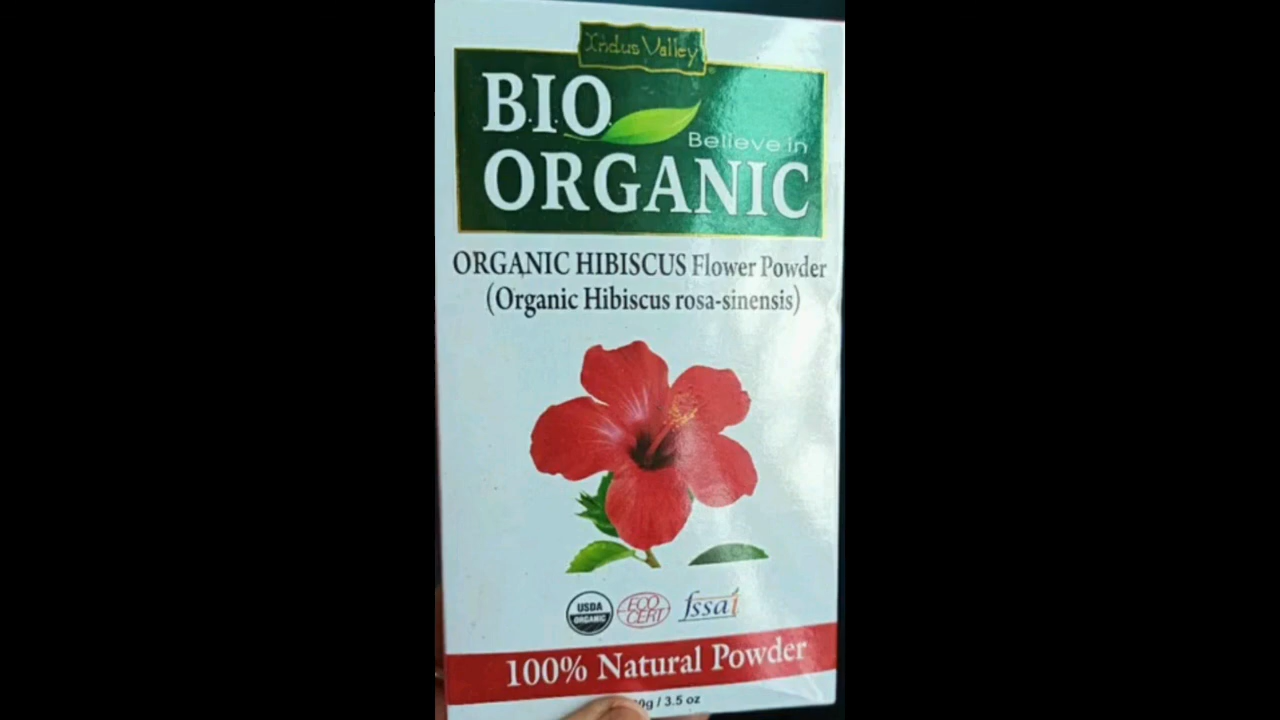 Indus Valley
B.I.O.
Believe in
ORGANIC
ORGANIC HIBISCUS Flower Powder
(Organic Hibiscus rosa-sinensis)
USDA
ORGANIC
ECO
CERT
fssai
100% Natural Powder
/ 3.5 oz